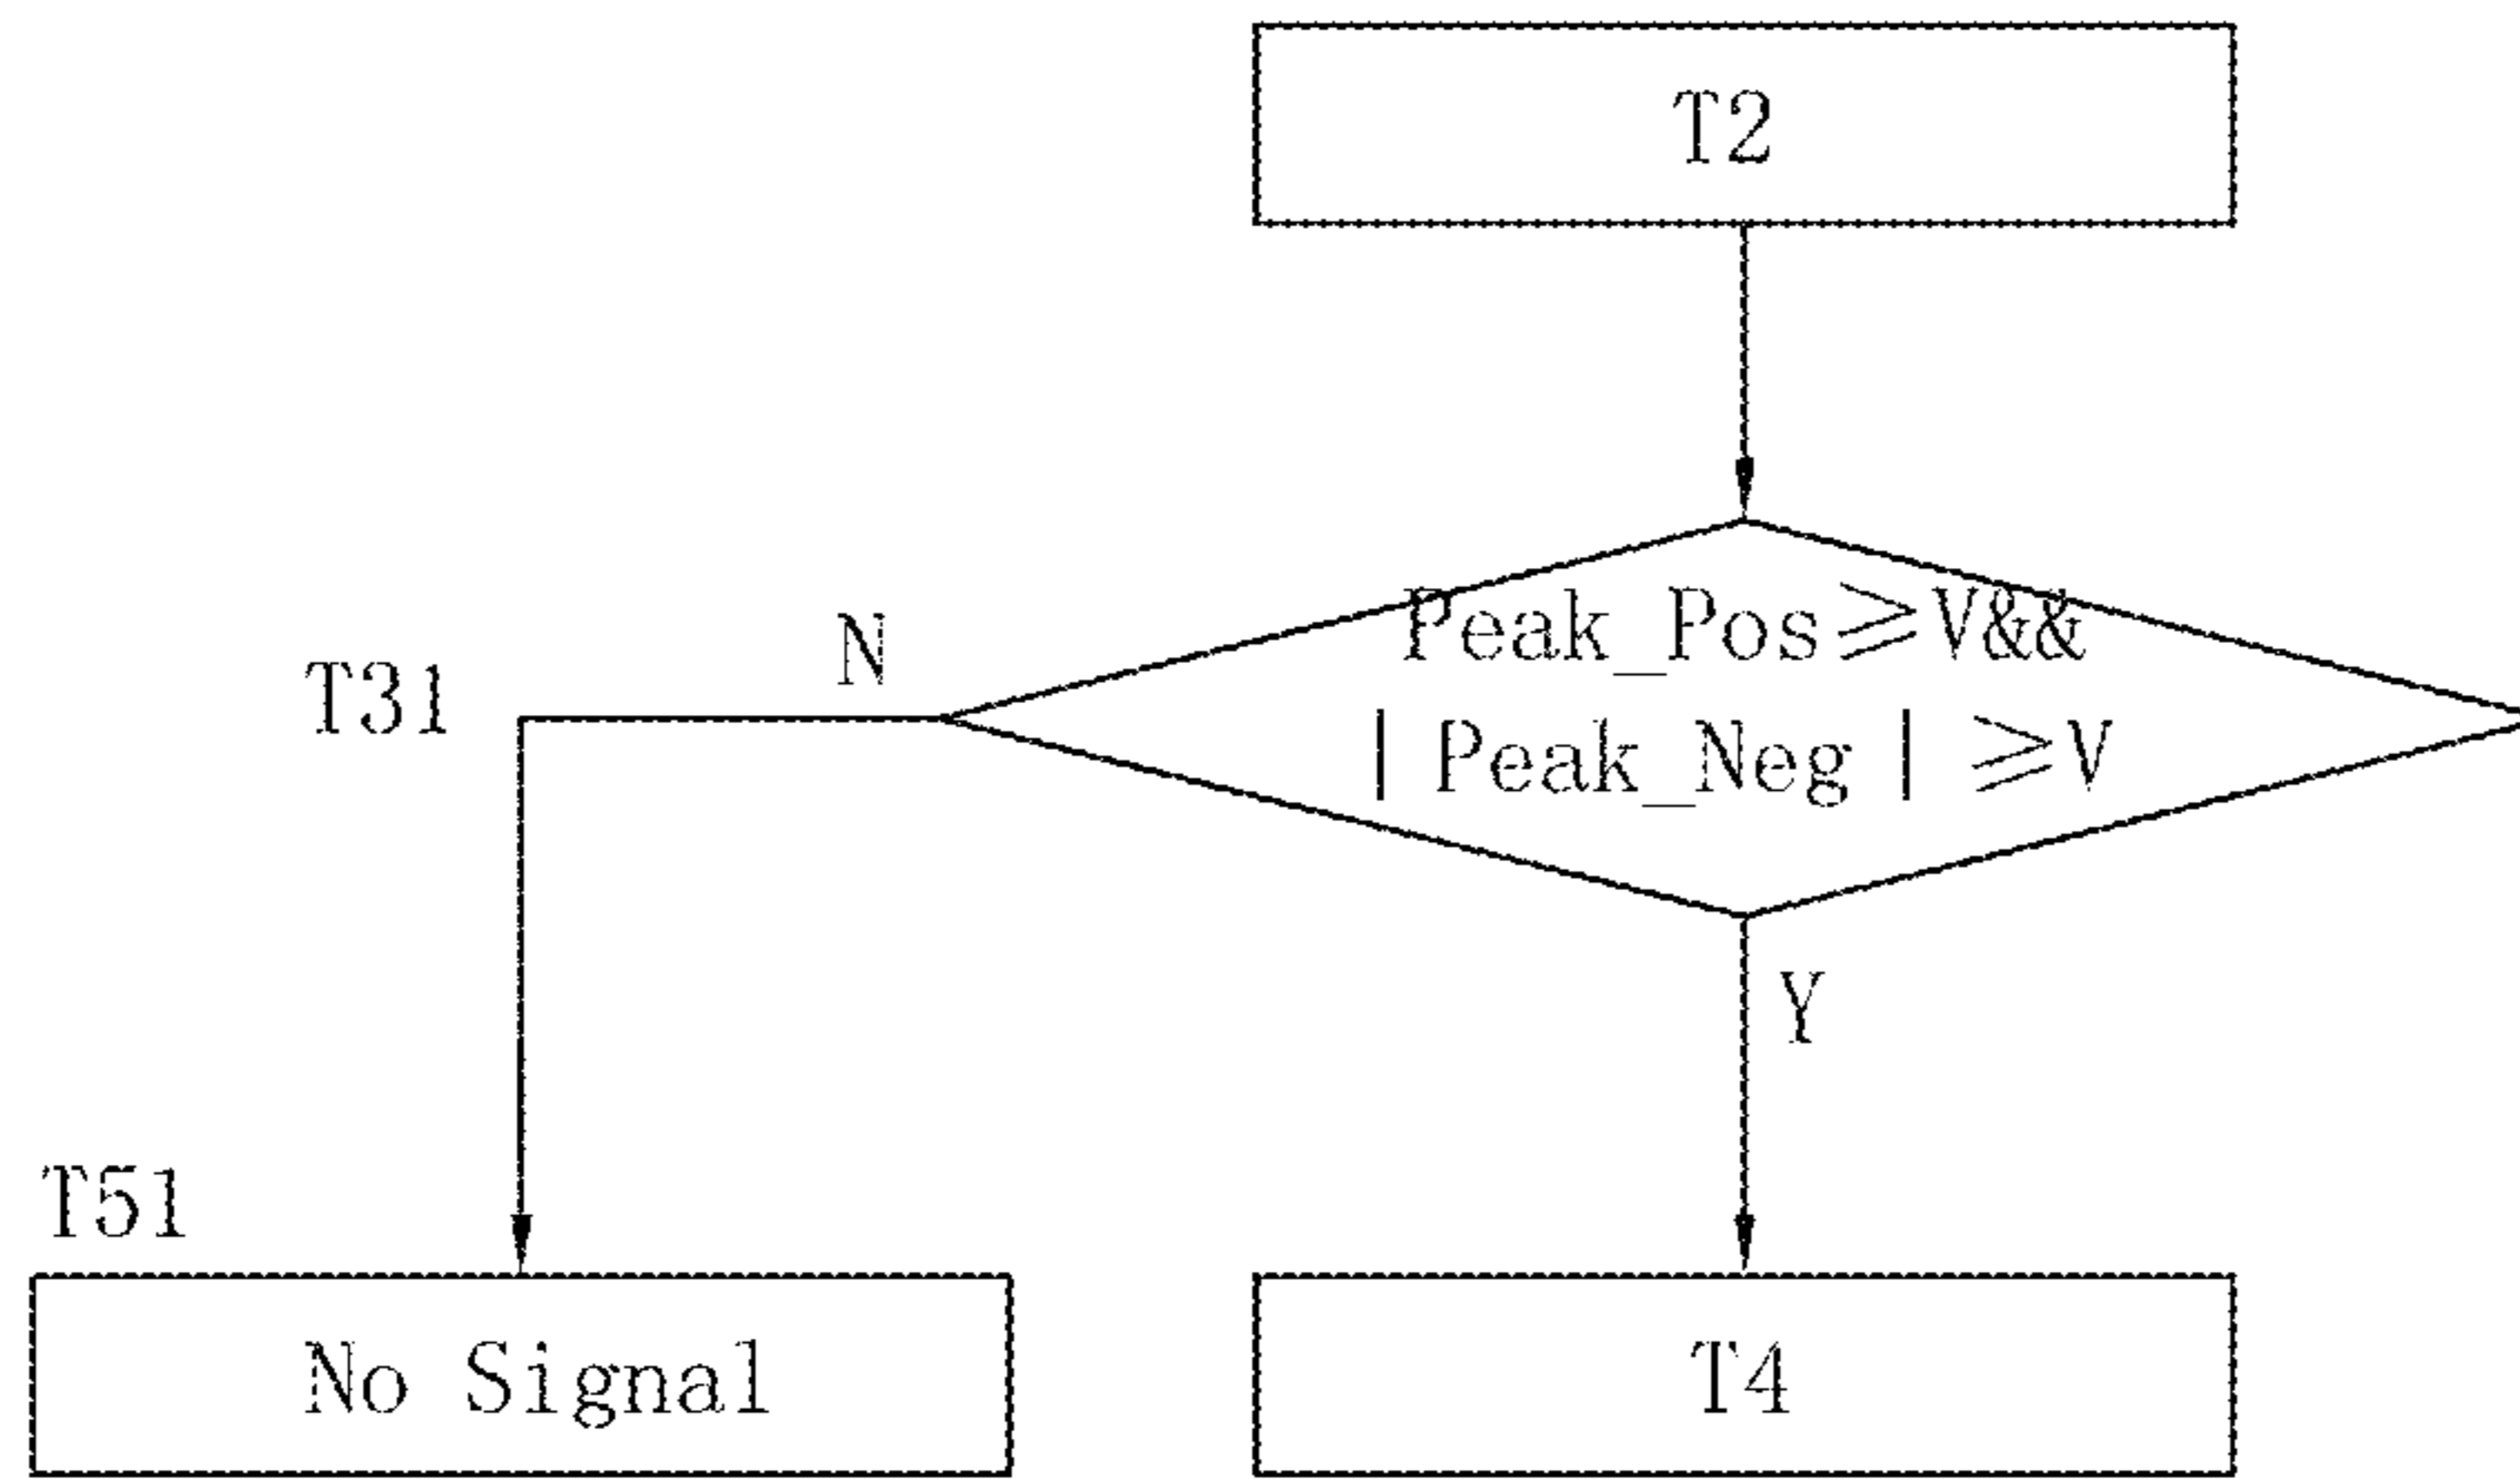 T2
Peak_Pos⩾V&&
N
T31
| Peak_Neg | ⩾V
Y
T51
No Signal
T4